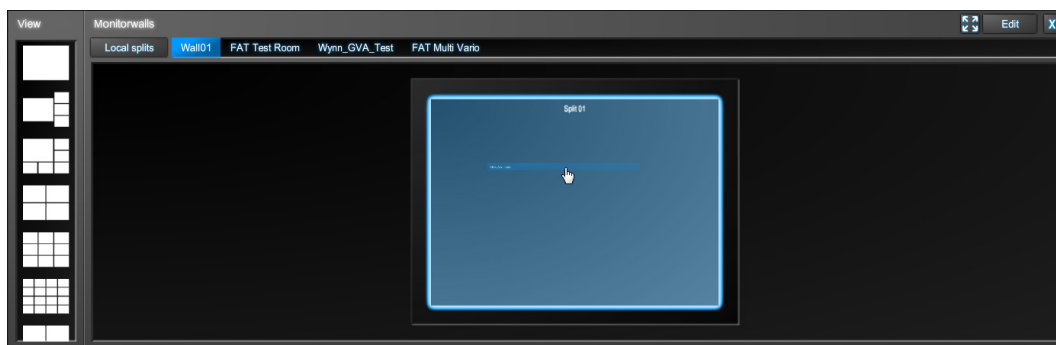 View
Monitorwalls
Edit
X
Local splits
Wall01
FAT Test Room
Wynn_GVA_Test
FAT Multi Vario
Split 01